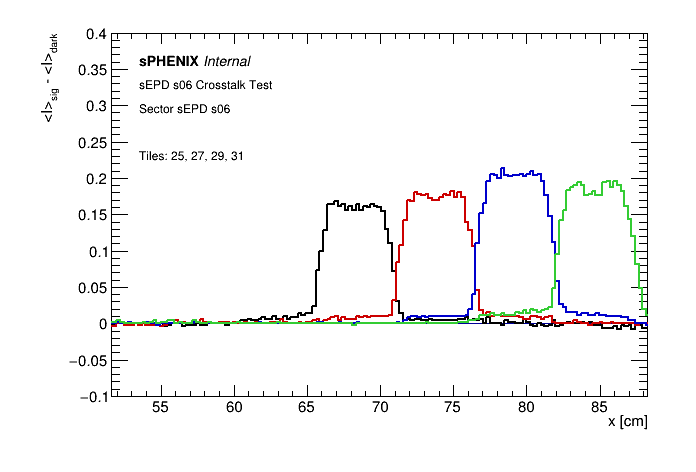 <I>sig - <I>dark
0.4
0.35
0.3
0.25
0.2
0.15
0.1
0.05
0
−0.05
−0.1
sPHENIX Internal
sEPD s06 Crosstalk Test
Sector sEPD s06
Tiles: 25, 27, 29, 31
55 60 65 70 75 80 85
x [cm]